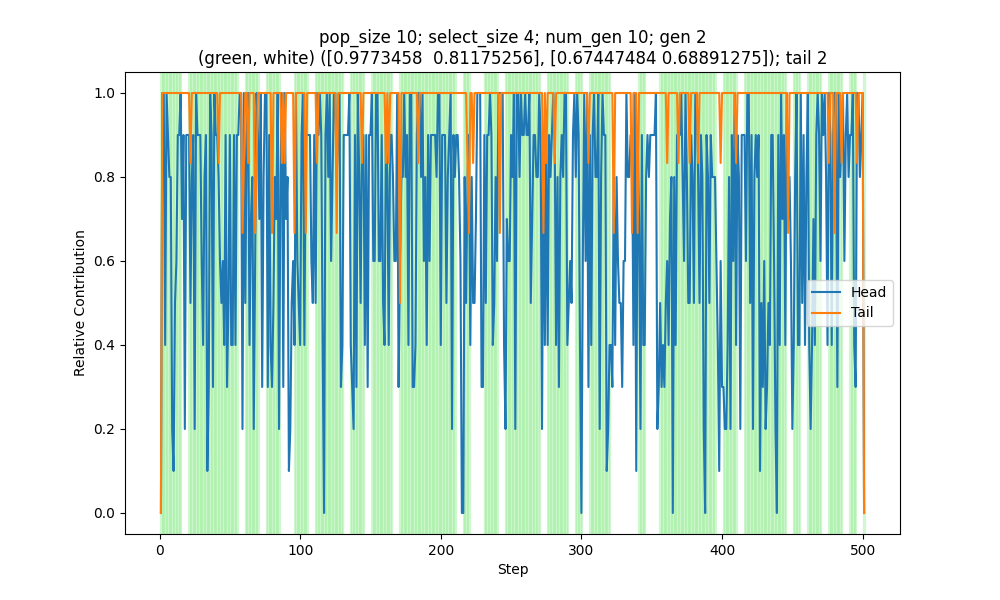 pop_size 10; select_size 4; num_gen 10; gen 2
(green, white) ([0.9773458  0.81175256], [0.67447484 0.68891275]); tail 2
1.0
0.8
0.6
0.4
0.2
0.0
Relative Contribution
Head
Tail
0
100
200
300
400
500
Step